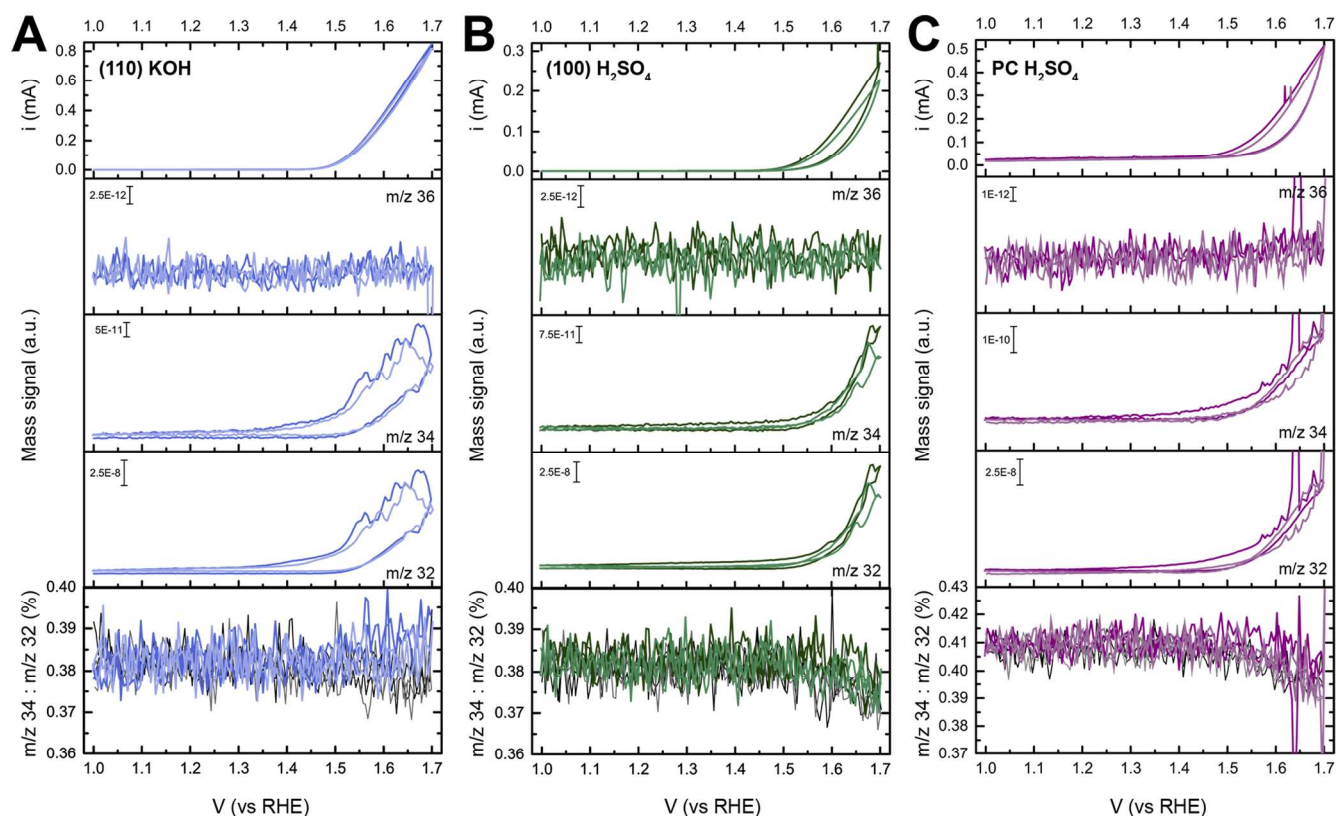 A
1.0 1.1 1.2 1.3 1.4 1.5 1.6 1.7
(110) KOH
i (mA)
0.8
0.6
0.4
0.2
0.0
2.5E-12
m/z 36
Mass signal (a.u.)
5E-11
m/z 34
2.5E-8
m/z 32
m/z 34 : m/z 32 (%)
0.40
0.39
0.38
0.37
0.36
1.0 1.1 1.2 1.3 1.4 1.5 1.6 1.7
V (vs RHE)
B
1.0 1.1 1.2 1.3 1.4 1.5 1.6 1.7
(100) H₂SO₄
i (mA)
0.3
0.2
0.1
0.0
2.5E-12
m/z 36
Mass signal (a.u.)
7.5E-11
m/z 34
2.5E-8
m/z 32
m/z 34 : m/z 32 (%)
0.40
0.39
0.38
0.37
0.36
1.0 1.1 1.2 1.3 1.4 1.5 1.6 1.7
V (vs RHE)
C
1.0 1.1 1.2 1.3 1.4 1.5 1.6 1.7
PC H₂SO₄
i (mA)
0.5
0.4
0.3
0.2
0.1
0.0
1E-12
m/z 36
Mass signal (a.u.)
1E-10
m/z 34
2.5E-8
m/z 32
m/z 34 : m/z 32 (%)
0.43
0.42
0.41
0.40
0.39
0.38
0.37
1.0 1.1 1.2 1.3 1.4 1.5 1.6 1.7
V (vs RHE)